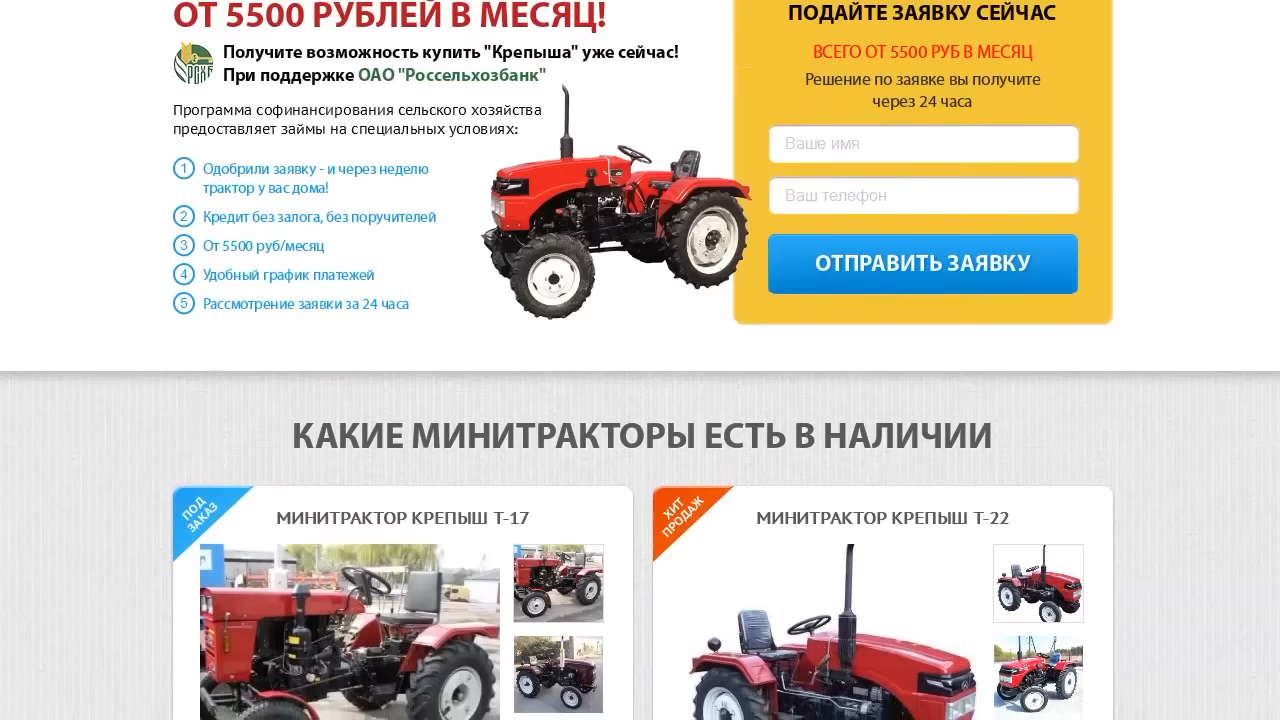 ОТ 5500 РУБЛЕЙ В МЕСЯЦ!
Получите возможность купить "Крепыша" уже сейчас!
При поддержке ОАО "Россельхозбанк"
Программа софинансирования сельского хозяйства
предоставляет займы на специальных условиях:
1 Одобрили заявку - и через неделю
трактор у вас дома!
2 Кредит без залога, без поручителей
3 От 5500 руб/месяц
4 Удобный график платежей
5 Рассмотрение заявки за 24 часа
ПОДАЙТЕ ЗАЯВКУ СЕЙЧАС
ВСЕГО ОТ 5500 РУБ В МЕСЯЦ
Решение по заявке вы получите
через 24 часа
Ваше имя
Ваш телефон
ОТПРАВИТЬ ЗАЯВКУ
КАКИЕ МИНИТРАКТОРЫ ЕСТЬ В НАЛИЧИИ
ПОД
ЗАКАЗ
МИНИТРАКТОР КРЕПЫШ Т-17
ХИТ
ПРОДАЖ
МИНИТРАКТОР КРЕПЫШ Т-22